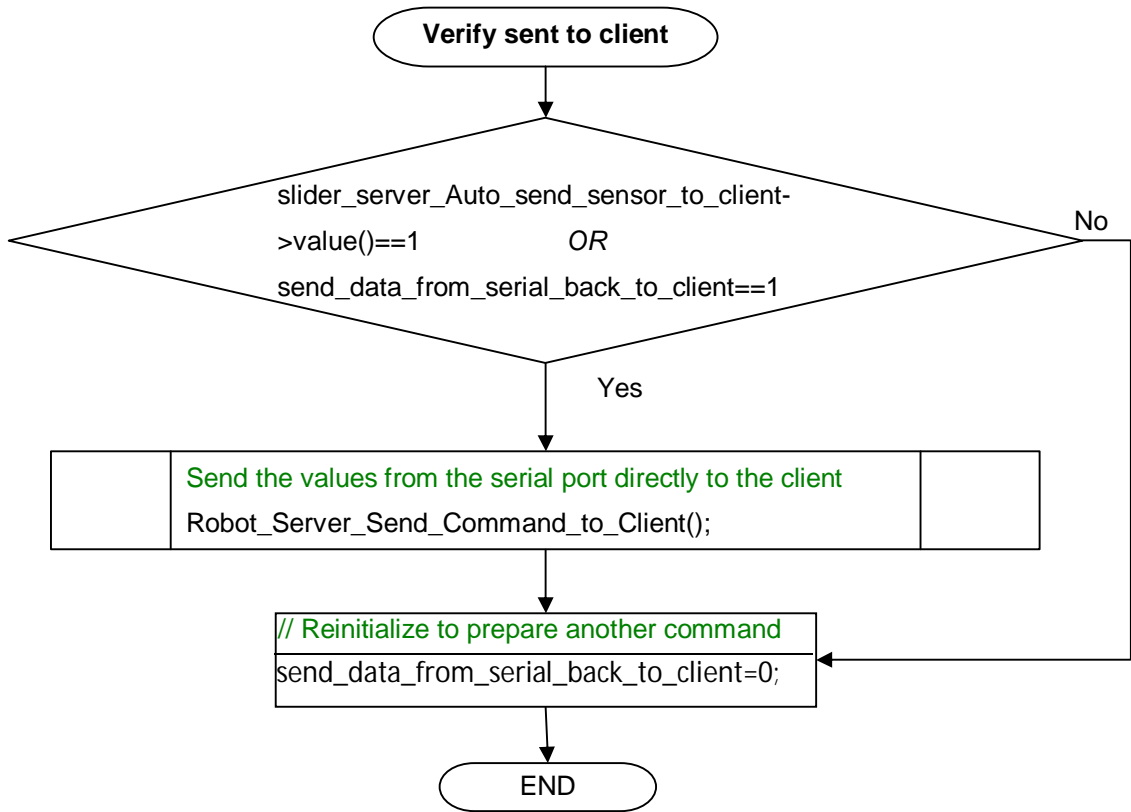 Verify sent to client
slider_server_Auto_send_sensor_to_client-
>value()==1 OR
send_data_from_serial_back_to_client==1
No
Yes
Send the values from the serial port directly to the client
Robot_Server_Send_Command_to_Client();
// Reinitialize to prepare another command
send_data_from_serial_back_to_client=0;
END